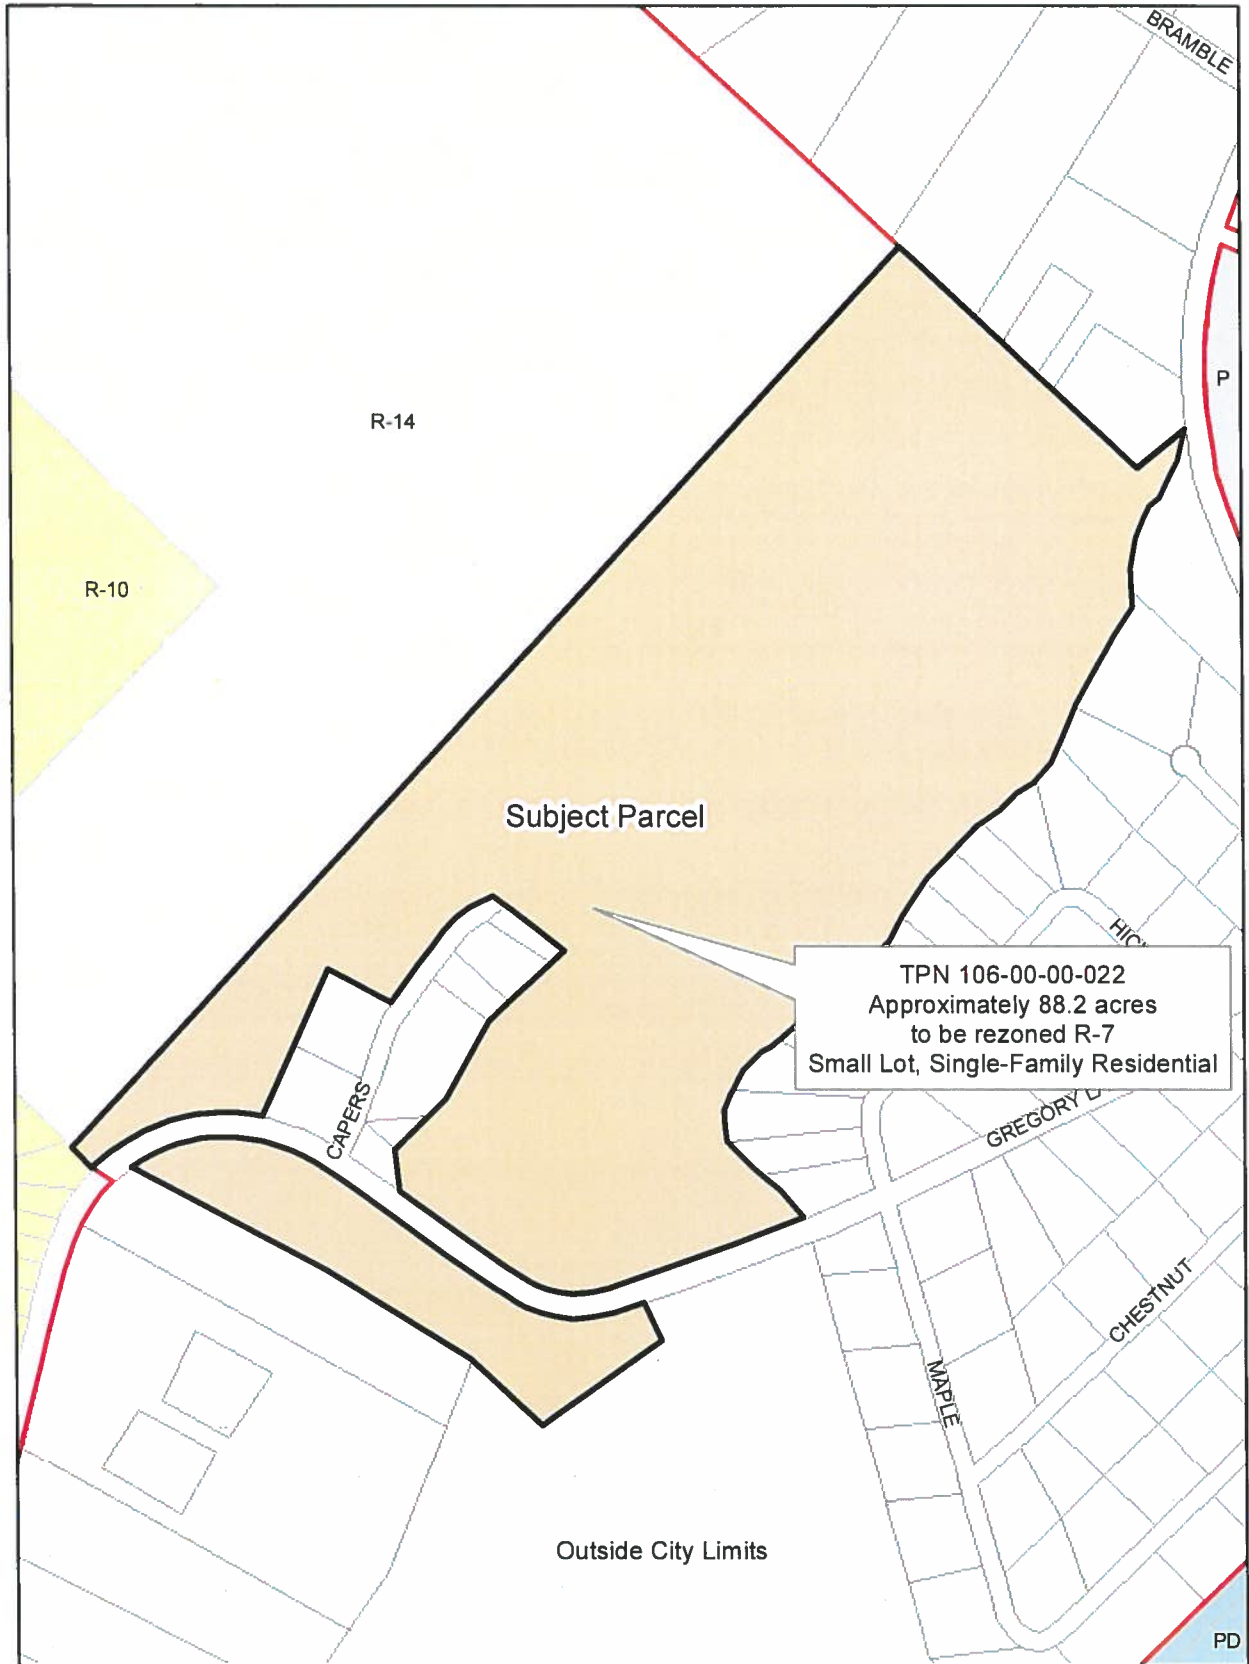 BRAMBLE
P
R-14
R-10
Subject Parcel
HIC
TPN 106-00-00-022
Approximately 88.2 acres
to be rezoned R-7
Small Lot, Single-Family Residential
CAPERS
GREGORY
CHESTNUT
MAPLE
Outside City Limits
PD